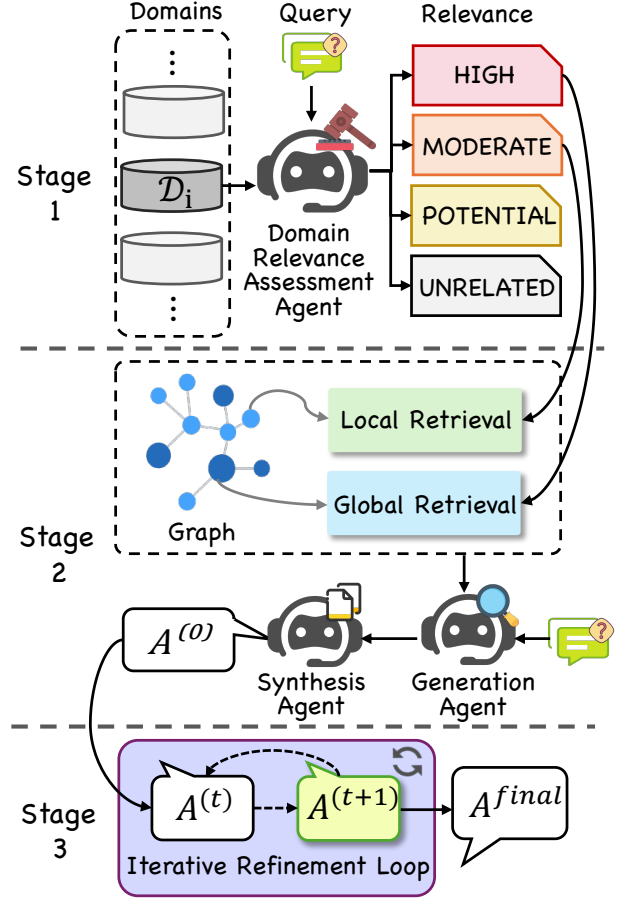 Domains
Query
Relevance
?
HIGH
MODERATE
Stage
1
𝒟i
POTENTIAL
Domain
Relevance
Assessment
Agent
UNRELATED
Local Retrieval
Global Retrieval
Graph
Stage
2
A(0)
?
Synthesis
Agent
Generation
Agent
Stage
3
A(t)
A(t+1)
Afinal
Iterative Refinement Loop